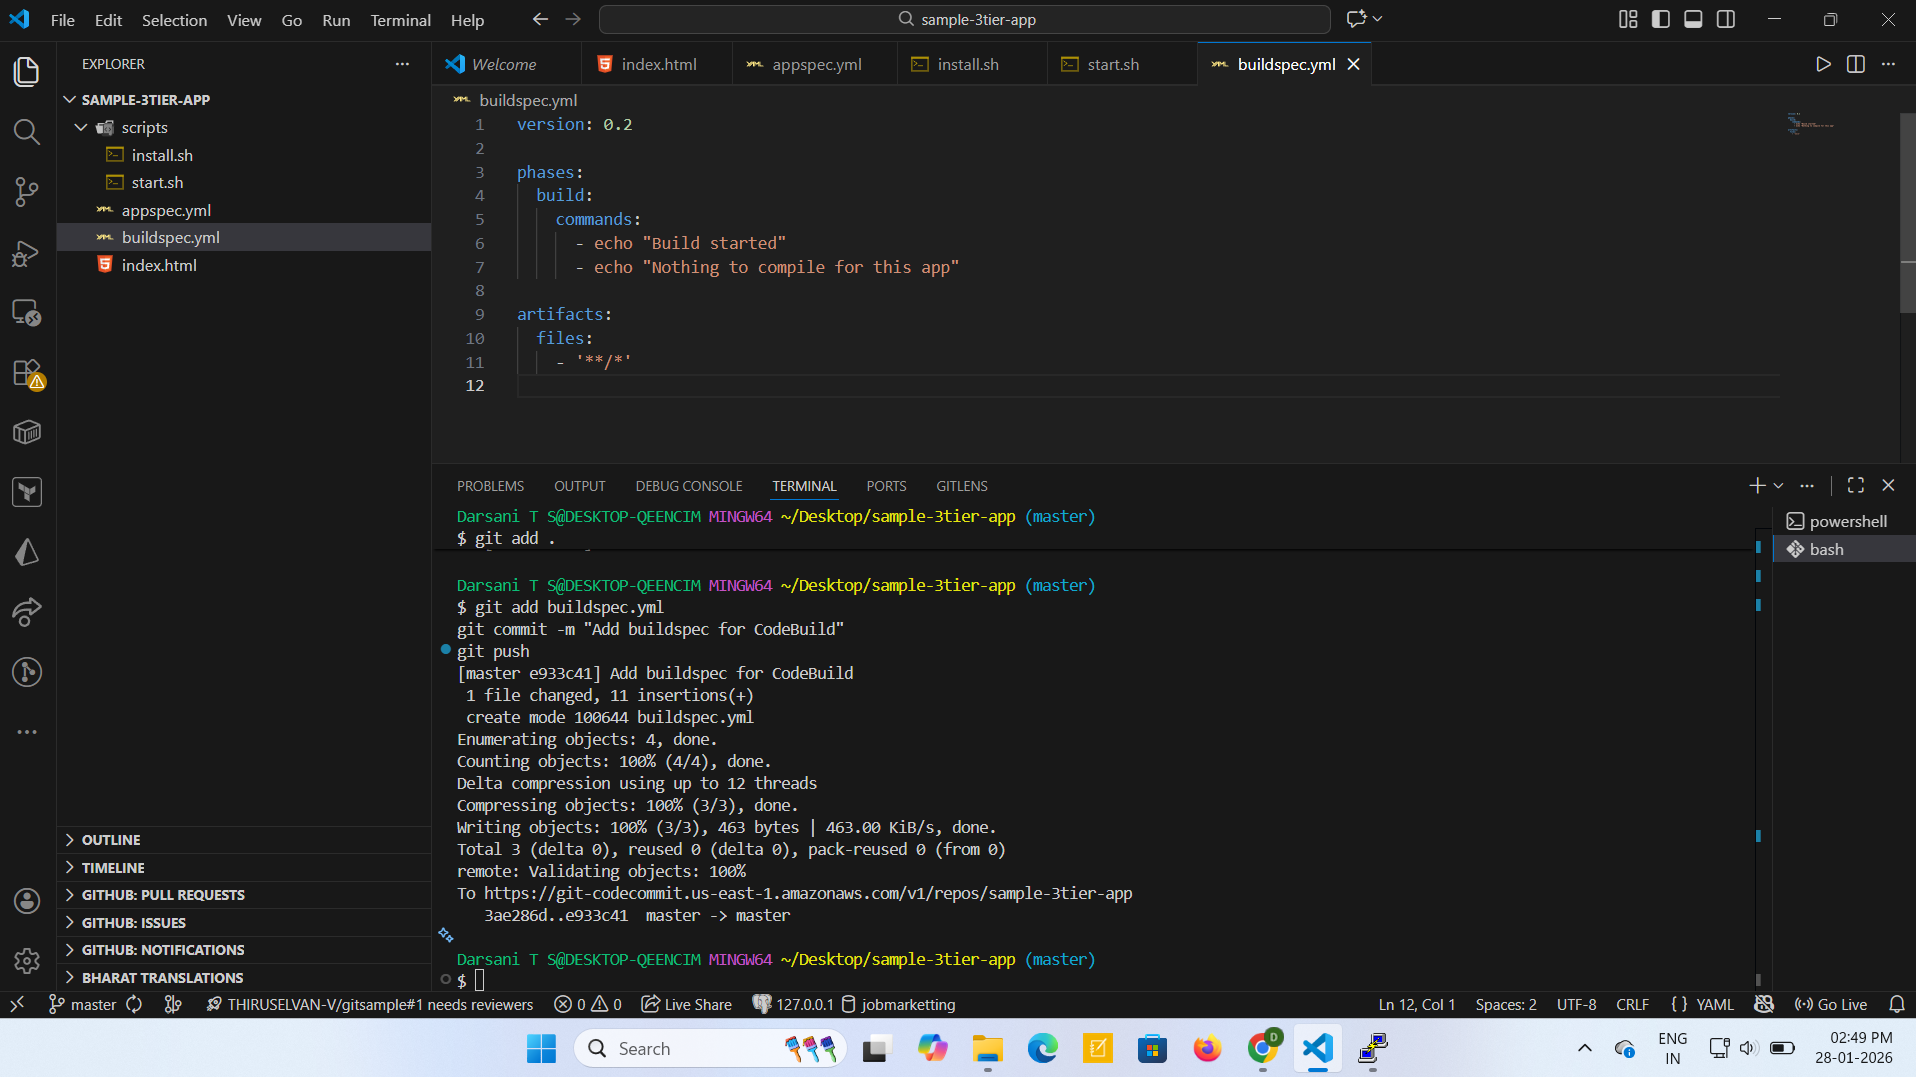 File Edit Selection View Go Run Terminal Help
sample-3tier-app
EXPLORER
SAMPLE-3TIER-APP
scripts
install.sh
start.sh
appspec.yml
buildspec.yml
index.html
OUTLINE
TIMELINE
GITHUB: PULL REQUESTS
GITHUB: ISSUES
GITHUB: NOTIFICATIONS
BHARAT TRANSLATIONS
Welcome index.html appspec.yml install.sh start.sh buildspec.yml
buildspec.yml
1 version: 0.2
2
3 phases:
4 build:
5 commands:
6 - echo "Build started"
7 - echo "Nothing to compile for this app"
8
9 artifacts:
10 files:
11 - '**/*'
12
PROBLEMS OUTPUT DEBUG CONSOLE TERMINAL PORTS GITLENS
powershell
bash
Darsani T S@DESKTOP-QEENCIM MINGW64 ~/Desktop/sample-3tier-app (master)
$ git add .
Darsani T S@DESKTOP-QEENCIM MINGW64 ~/Desktop/sample-3tier-app (master)
$ git add buildspec.yml
git commit -m "Add buildspec for CodeBuild"
git push
[master e933c41] Add buildspec for CodeBuild
1 file changed, 11 insertions(+)
create mode 100644 buildspec.yml
Enumerating objects: 4, done.
Counting objects: 100% (4/4), done.
Delta compression using up to 12 threads
Compressing objects: 100% (3/3), done.
Writing objects: 100% (3/3), 463 bytes | 463.00 KiB/s, done.
Total 3 (delta 0), reused 0 (delta 0), pack-reused 0 (from 0)
remote: Validating objects: 100%
To https://git-codecommit.us-east-1.amazonaws.com/v1/repos/sample-3tier-app
3ae286d..e933c41 master -> master
Darsani T S@DESKTOP-QEENCIM MINGW64 ~/Desktop/sample-3tier-app (master)
$
master THIRUSELVAN-V/gitsample#1 needs reviewers 0 0 Live Share 127.0.0.1 jobmarketting Ln 12, Col 1 Spaces: 2 UTF-8 CRLF {} YAML Go Live
Search
D
ENG
IN
02:49 PM
28-01-2026